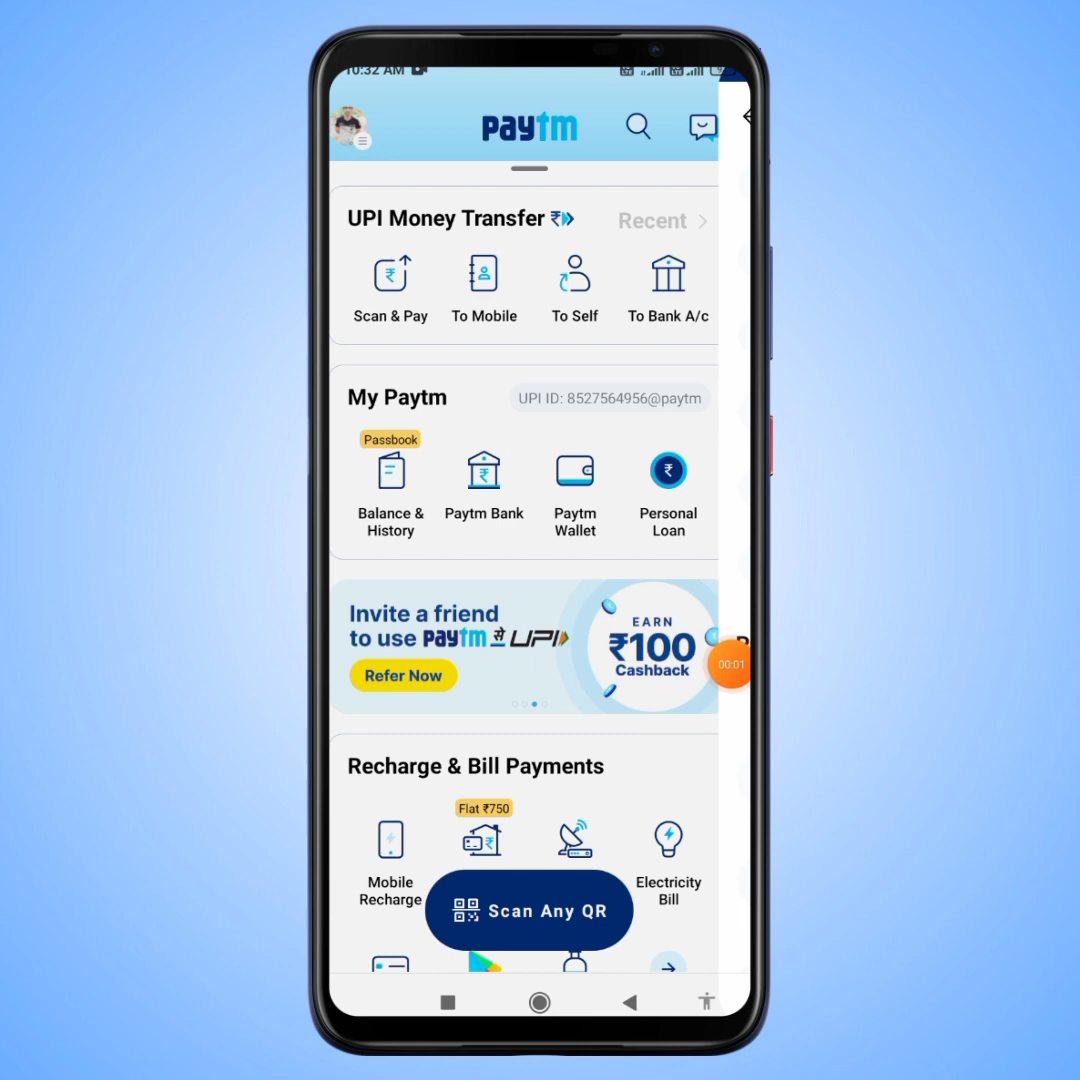 10:32 AM
paytm
UPI Money Transfer ₹
Recent >
Scan & Pay
To Mobile
To Self
To Bank A/c
My Paytm
UPI ID: 8527564956@paytm
Passbook
Balance &
History
Paytm Bank
Paytm
Wallet
Personal
Loan
Invite a friend
to use paytm से UPI
Refer Now
EARN
₹100
Cashback
00:01
Recharge & Bill Payments
Flat ₹750
Mobile
Recharge
Electricity
Bill
Scan Any QR